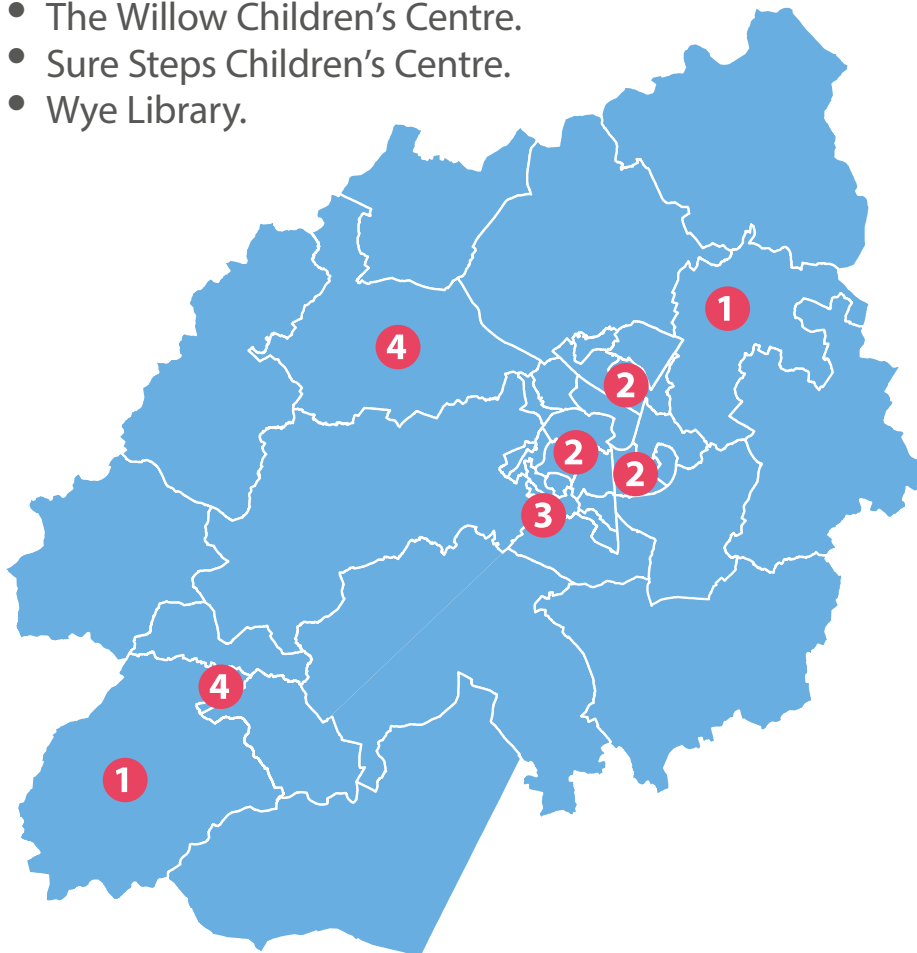 • The Willow Children’s Centre.
• Sure Steps Children’s Centre.
• Wye Library.
1
4
2
2
2
3
4
1